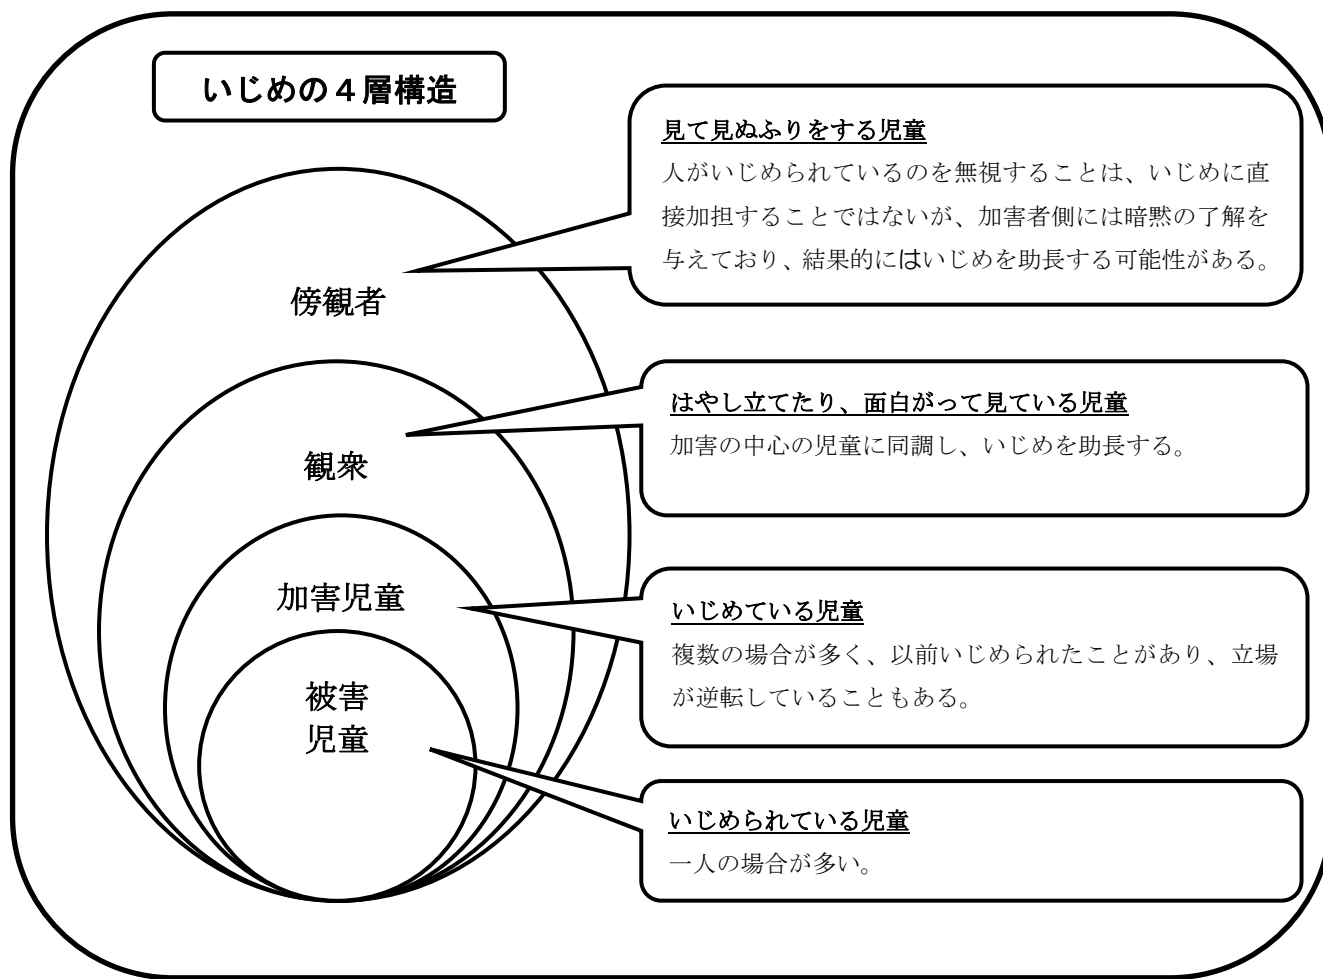 いじめの４層構造
見て見ぬふりをする児童
人がいじめられているのを無視することは、いじめに直
接加担することではないが、加害者側には暗黙の了解を
与えており、結果的にはいじめを助長する可能性がある。
傍観者
はやし立てたり、面白がって見ている児童
加害の中心の児童に同調し、いじめを助長する。
観衆
いじめている児童
複数の場合が多く、以前いじめられたことがあり、立場
が逆転していることもある。
加害児童
被害
児童
いじめられている児童
一人の場合が多い。